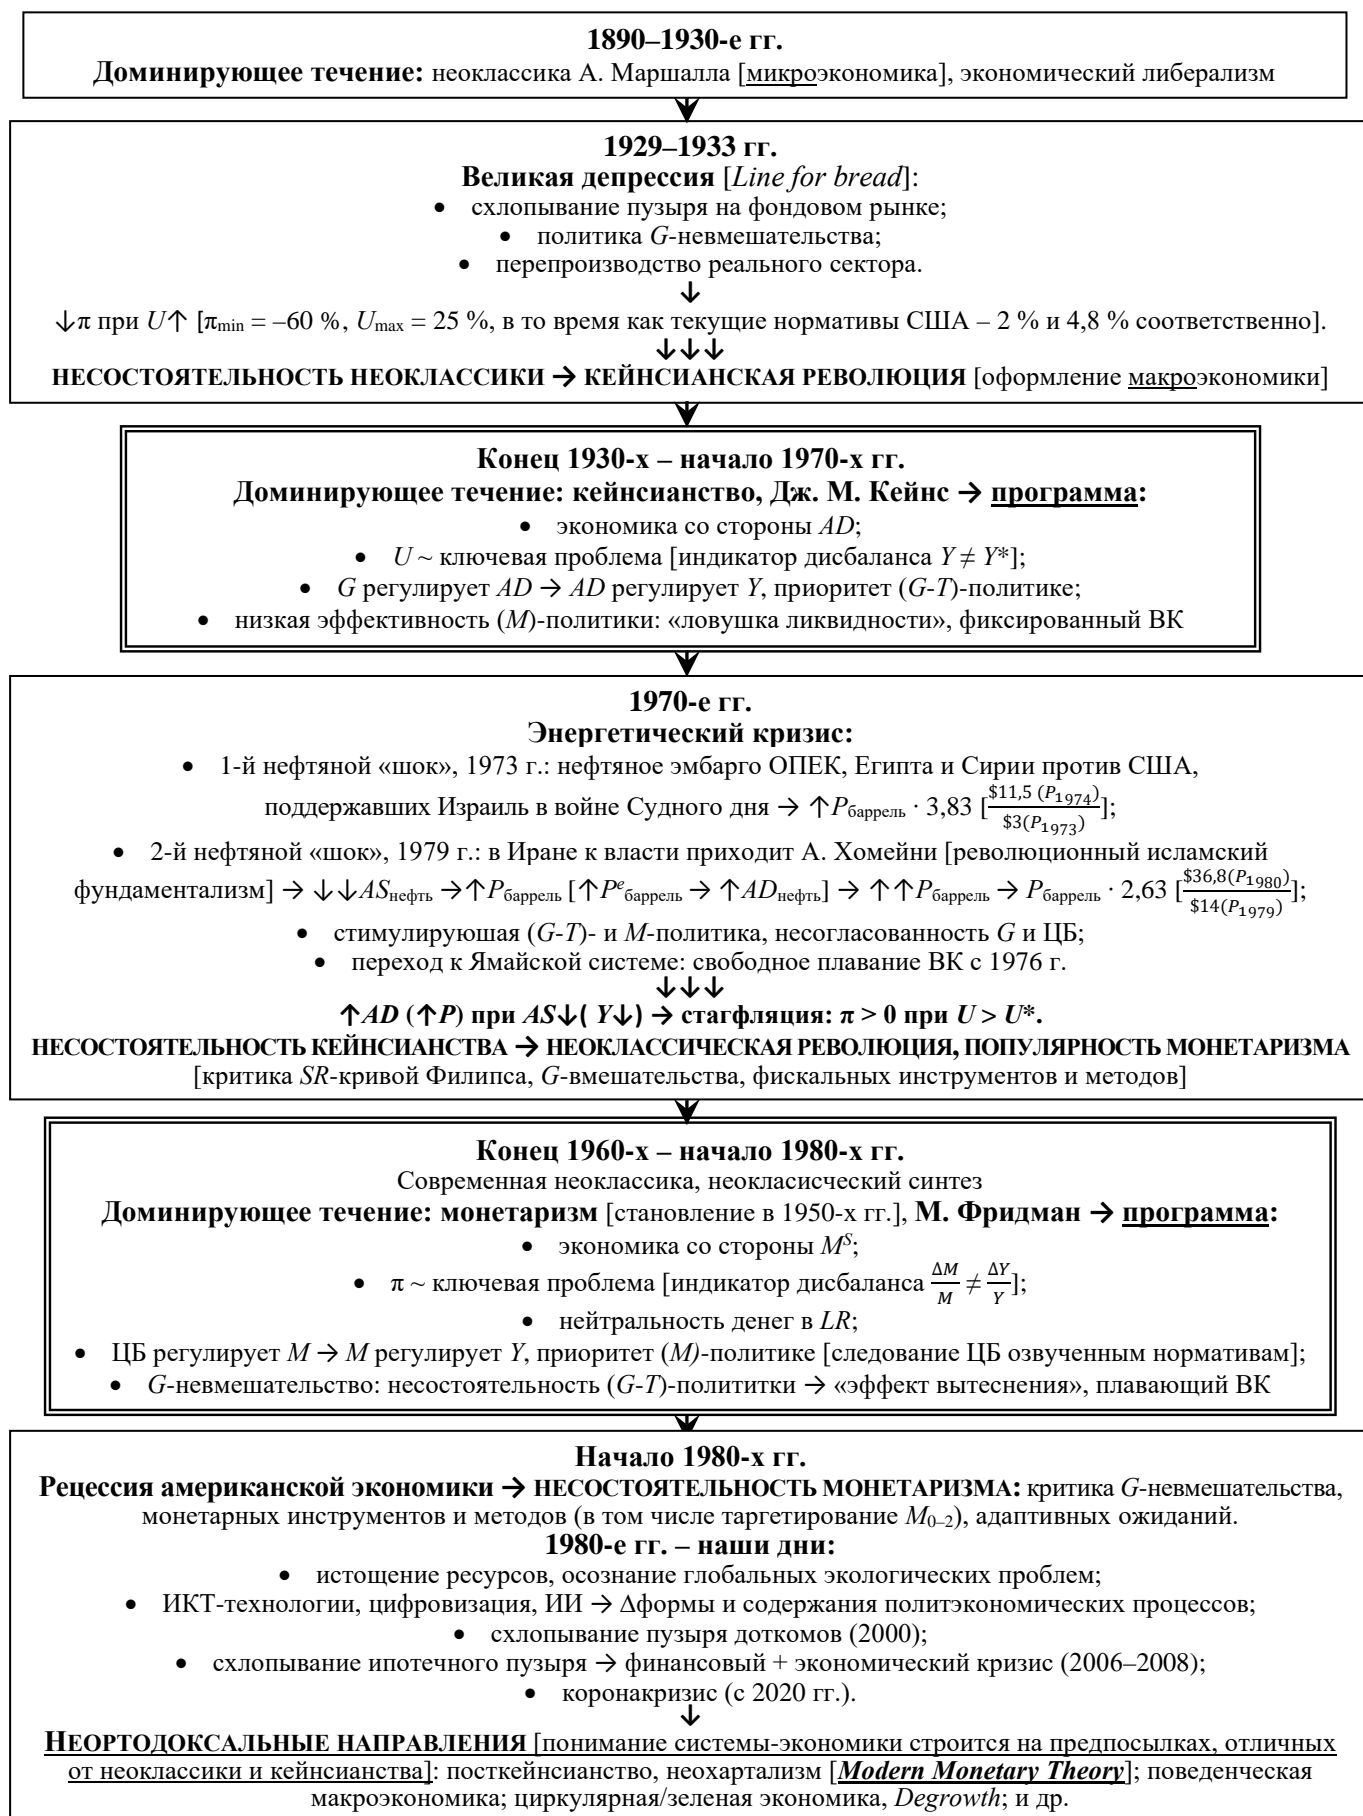 1890–1930-е гг.
Доминирующее течение: неоклассика А. Маршалла [микроэкономика], экономический либерализм
1929–1933 гг.
Великая депрессия [Line for bread]:
• схлопывание пузыря на фондовом рынке;
• политика G-невмешательства;
• перепроизводство реального сектора.
↓
↓π при U↑ [πmin = –60 %, Umax = 25 %, в то время как текущие нормативы США – 2 % и 4,8 % соответственно].
↓↓↓
НЕСОСТОЯТЕЛЬНОСТЬ НЕОКЛАССИКИ → КЕЙНСИАНСКАЯ РЕВОЛЮЦИЯ [оформление макроэкономики]
Конец 1930-х – начало 1970-х гг.
Доминирующее течение: кейнсианство, Дж. М. Кейнс → программа:
• экономика со стороны AD;
• U ~ ключевая проблема [индикатор дисбаланса Y ≠ Y*];
• G регулирует AD → AD регулирует Y, приоритет (G-T)-политике;
• низкая эффективность (M)-политики: «ловушка ликвидности», фиксированный ВК
1970-е гг.
Энергетический кризис:
• 1-й нефтяной «шок», 1973 г.: нефтяное эмбарго ОПЕК, Египта и Сирии против США,
поддержавших Израиль в войне Судного дня → ↑Pбаррель · 3,83 [$11,5 (P1974)/$3(P1973)];
• 2-й нефтяной «шок», 1979 г.: в Иране к власти приходит А. Хомейни [революционный исламский
фундаментализм] → ↓↓ASнефть →↑Pбаррель [↑Pᵉбаррель → ↑ADнефть] → ↑↑Pбаррель → Pбаррель · 2,63 [$36,8(P1980)/$14(P1979)];
• стимулируюшая (G-T)- и M-политика, несогласованность G и ЦБ;
• переход к Ямайской системе: свободное плавание ВК с 1976 г.
↓↓↓
↑AD (↑P) при AS↓( Y↓) → стагфляция: π > 0 при U > U*.
НЕСОСТОЯТЕЛЬНОСТЬ КЕЙНСИАНСТВА → НЕОКЛАССИЧЕСКАЯ РЕВОЛЮЦИЯ, ПОПУЛЯРНОСТЬ МОНЕТАРИЗМА
[критика SR-кривой Филипса, G-вмешательства, фискальных инструментов и методов]
Конец 1960-х – начало 1980-х гг.
Современная неоклассика, неокласисческий синтез
Доминирующее течение: монетаризм [становление в 1950-х гг.], М. Фридман → программа:
• экономика со стороны Mˢ;
• π ~ ключевая проблема [индикатор дисбаланса ΔM/M ≠ ΔY/Y];
• нейтральность денег в LR;
• ЦБ регулирует M → M регулирует Y, приоритет (M)-политике [следование ЦБ озвученным нормативам];
• G-невмешательство: несостоятельность (G-T)-полититки → «эффект вытеснения», плавающий ВК
Начало 1980-х гг.
Рецессия американской экономики → НЕСОСТОЯТЕЛЬНОСТЬ МОНЕТАРИЗМА: критика G-невмешательства,
монетарных инструментов и методов (в том числе таргетирование M0–2), адаптивных ожиданий.
1980-е гг. – наши дни:
• истощение ресурсов, осознание глобальных экологических проблем;
• ИКТ-технологии, цифровизация, ИИ → Δформы и содержания политэкономических процессов;
• схлопывание пузыря доткомов (2000);
• схлопывание ипотечного пузыря → финансовый + экономический кризис (2006–2008);
• коронакризис (с 2020 гг.).
↓
НЕОРТОДОКСАЛЬНЫЕ НАПРАВЛЕНИЯ [понимание системы-экономики строится на предпосылках, отличных
от неоклассики и кейнсианства]: посткейнсианство, неохартализм [Modern Monetary Theory]; поведенческая
макроэкономика; циркулярная/зеленая экономика, Degrowth; и др.